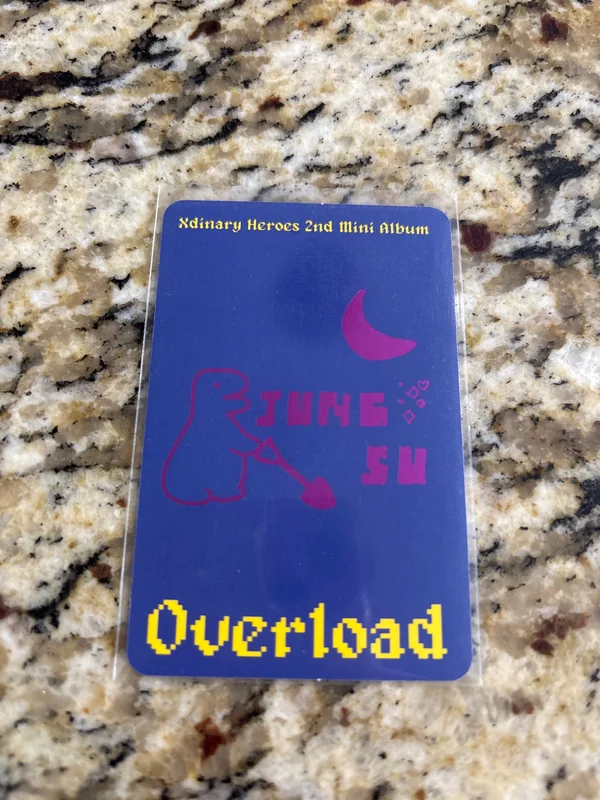 Xdinary Heroes 2nd Mini Album
JUNG
SU
Overload